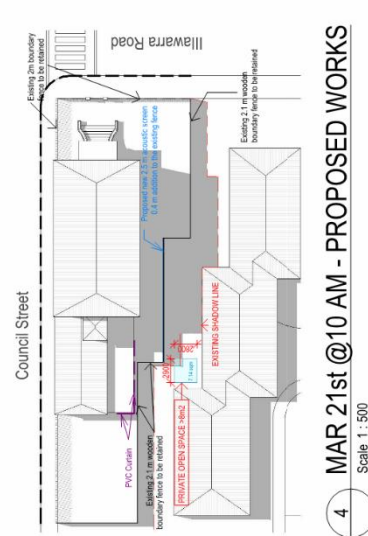 Illawarra Road
Council Street
Existing 2m boundary
fence to be retained
Proposed new 2.5 m acoustic screen
0.4 m addition to the existing fence
Existing 2.1 m wooden
boundary fence to be retained
PVC Curtain
Existing 2.1 m wooden
boundary fence to be retained
EXISTING SHADOW LINE
PRIVATE OPEN SPACE >8m2
4
MAR 21st @10 AM - PROPOSED WORKS
Scale 1 : 500